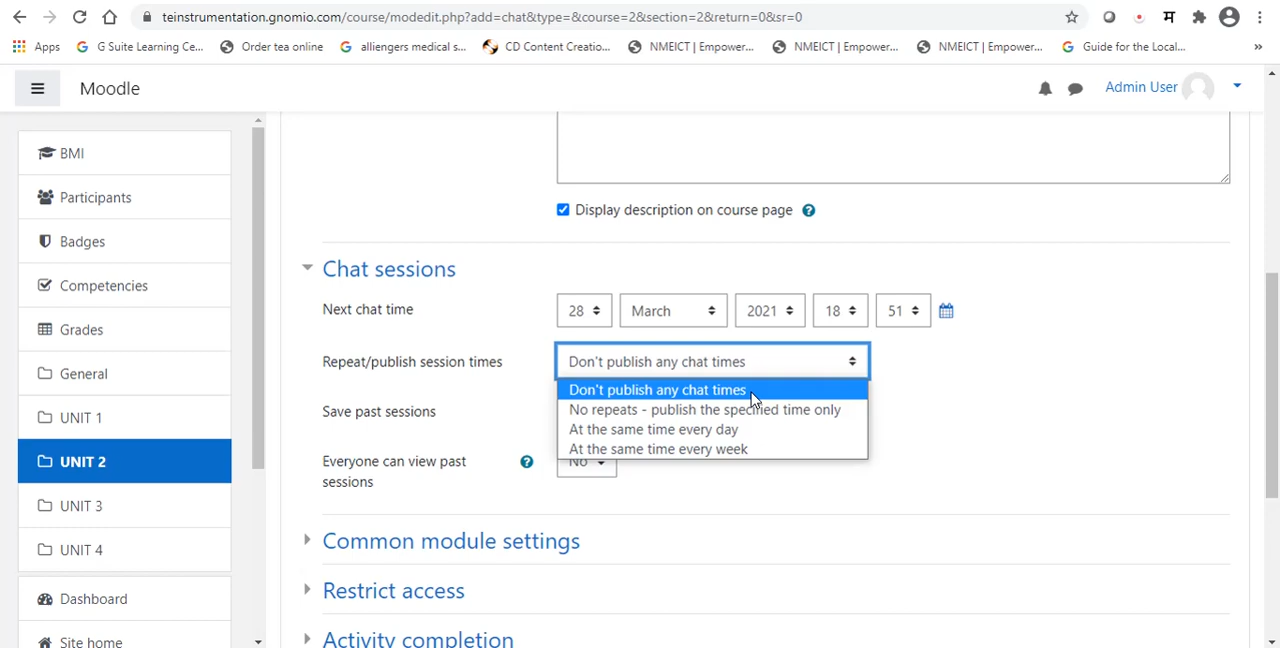 teinstrumentation.gnomio.com/course/modedit.php?add=chat&type=&course=2&section=2&return=0&sr=0
म
Apps G Suite Learning Ce... Order tea online alliengers medical s... CD Content Creatio... NMEICT | Empower... NMEICT | Empower... NMEICT | Empower... Guide for the Local... »
Moodle Admin User
BMI
Participants
Badges
Competencies
Grades
General
UNIT 1
UNIT 2
UNIT 3
UNIT 4
Dashboard
Site home
Display description on course page
Chat sessions
Next chat time 28 March 2021 18 51
Repeat/publish session times Don't publish any chat times
Don't publish any chat times
No repeats - publish the specified time only
At the same time every day
At the same time every week
Save past sessions
Everyone can view past sessions No
Common module settings
Restrict access
Activity completion